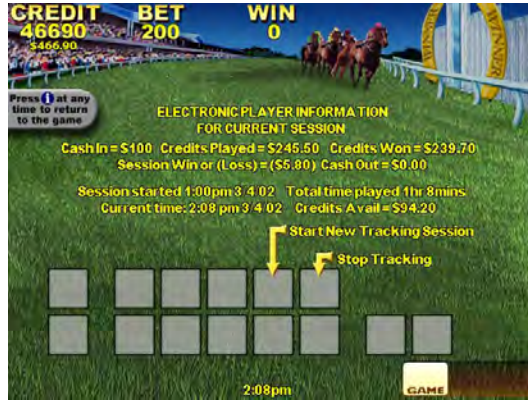 CREDIT BET WIN
46690 200 0
$466.90
WINNER
Press i at any
time to return
to the game
ELECTRONIC PLAYER INFORMATION
FOR CURRENT SESSION
Cash In = $100 Credits Played = $245.50 Credits Won = $239.70
Session Win or (Loss) = ($5.80) Cash Out = $0.00
Session started 1:00pm 3/4/02 Total time played 1hr 8mins
Current time: 2:08 pm 3/4/02 Credits Avail = $94.20
Start New Tracking Session
Stop Tracking
GAME
2:08pm